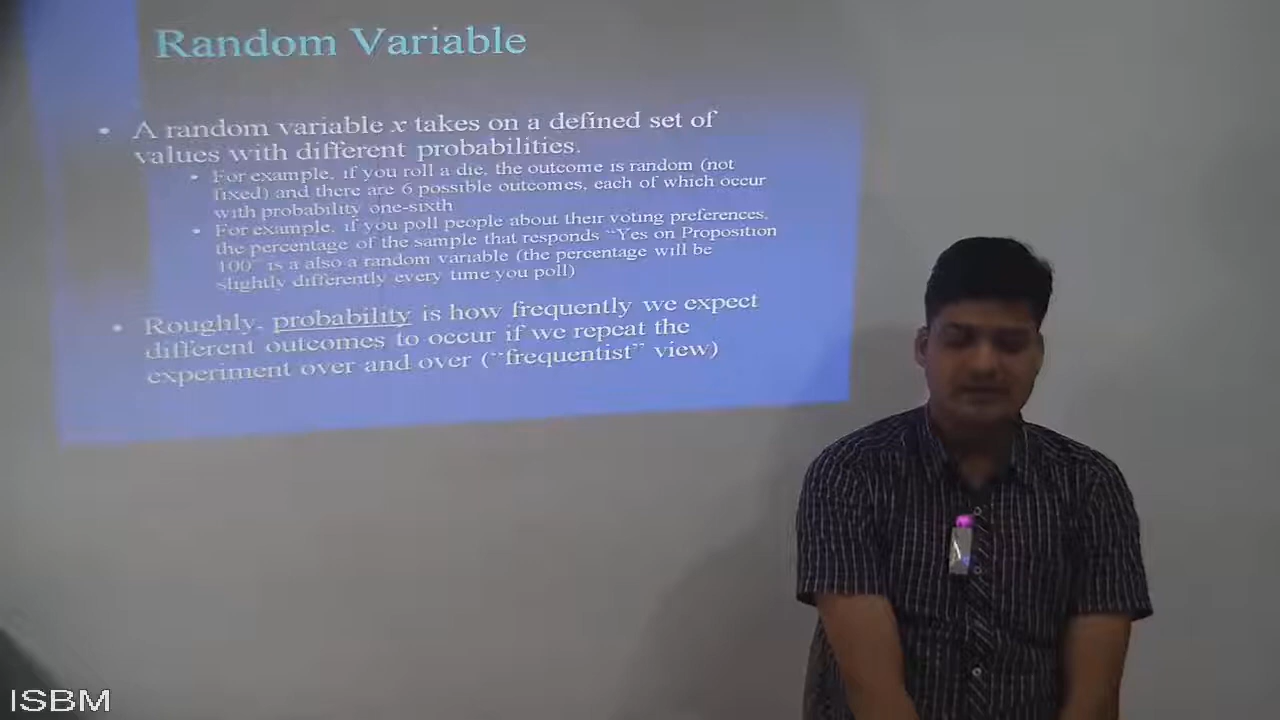 Random Variable
• A random variable x takes on a defined set of
values with different probabilities.
• For example, if you roll a die, the outcome is random (not
fixed) and there are 6 possible outcomes, each of which occur
with probability one-sixth
• For example, if you poll people about their voting preferences,
the percentage of the sample that responds “Yes on Proposition
100” is a also a random variable (the percentage will be
slightly differently every time you poll)
• Roughly, probability is how frequently we expect
different outcomes to occur if we repeat the
experiment over and over (“frequentist” view)
ISBM